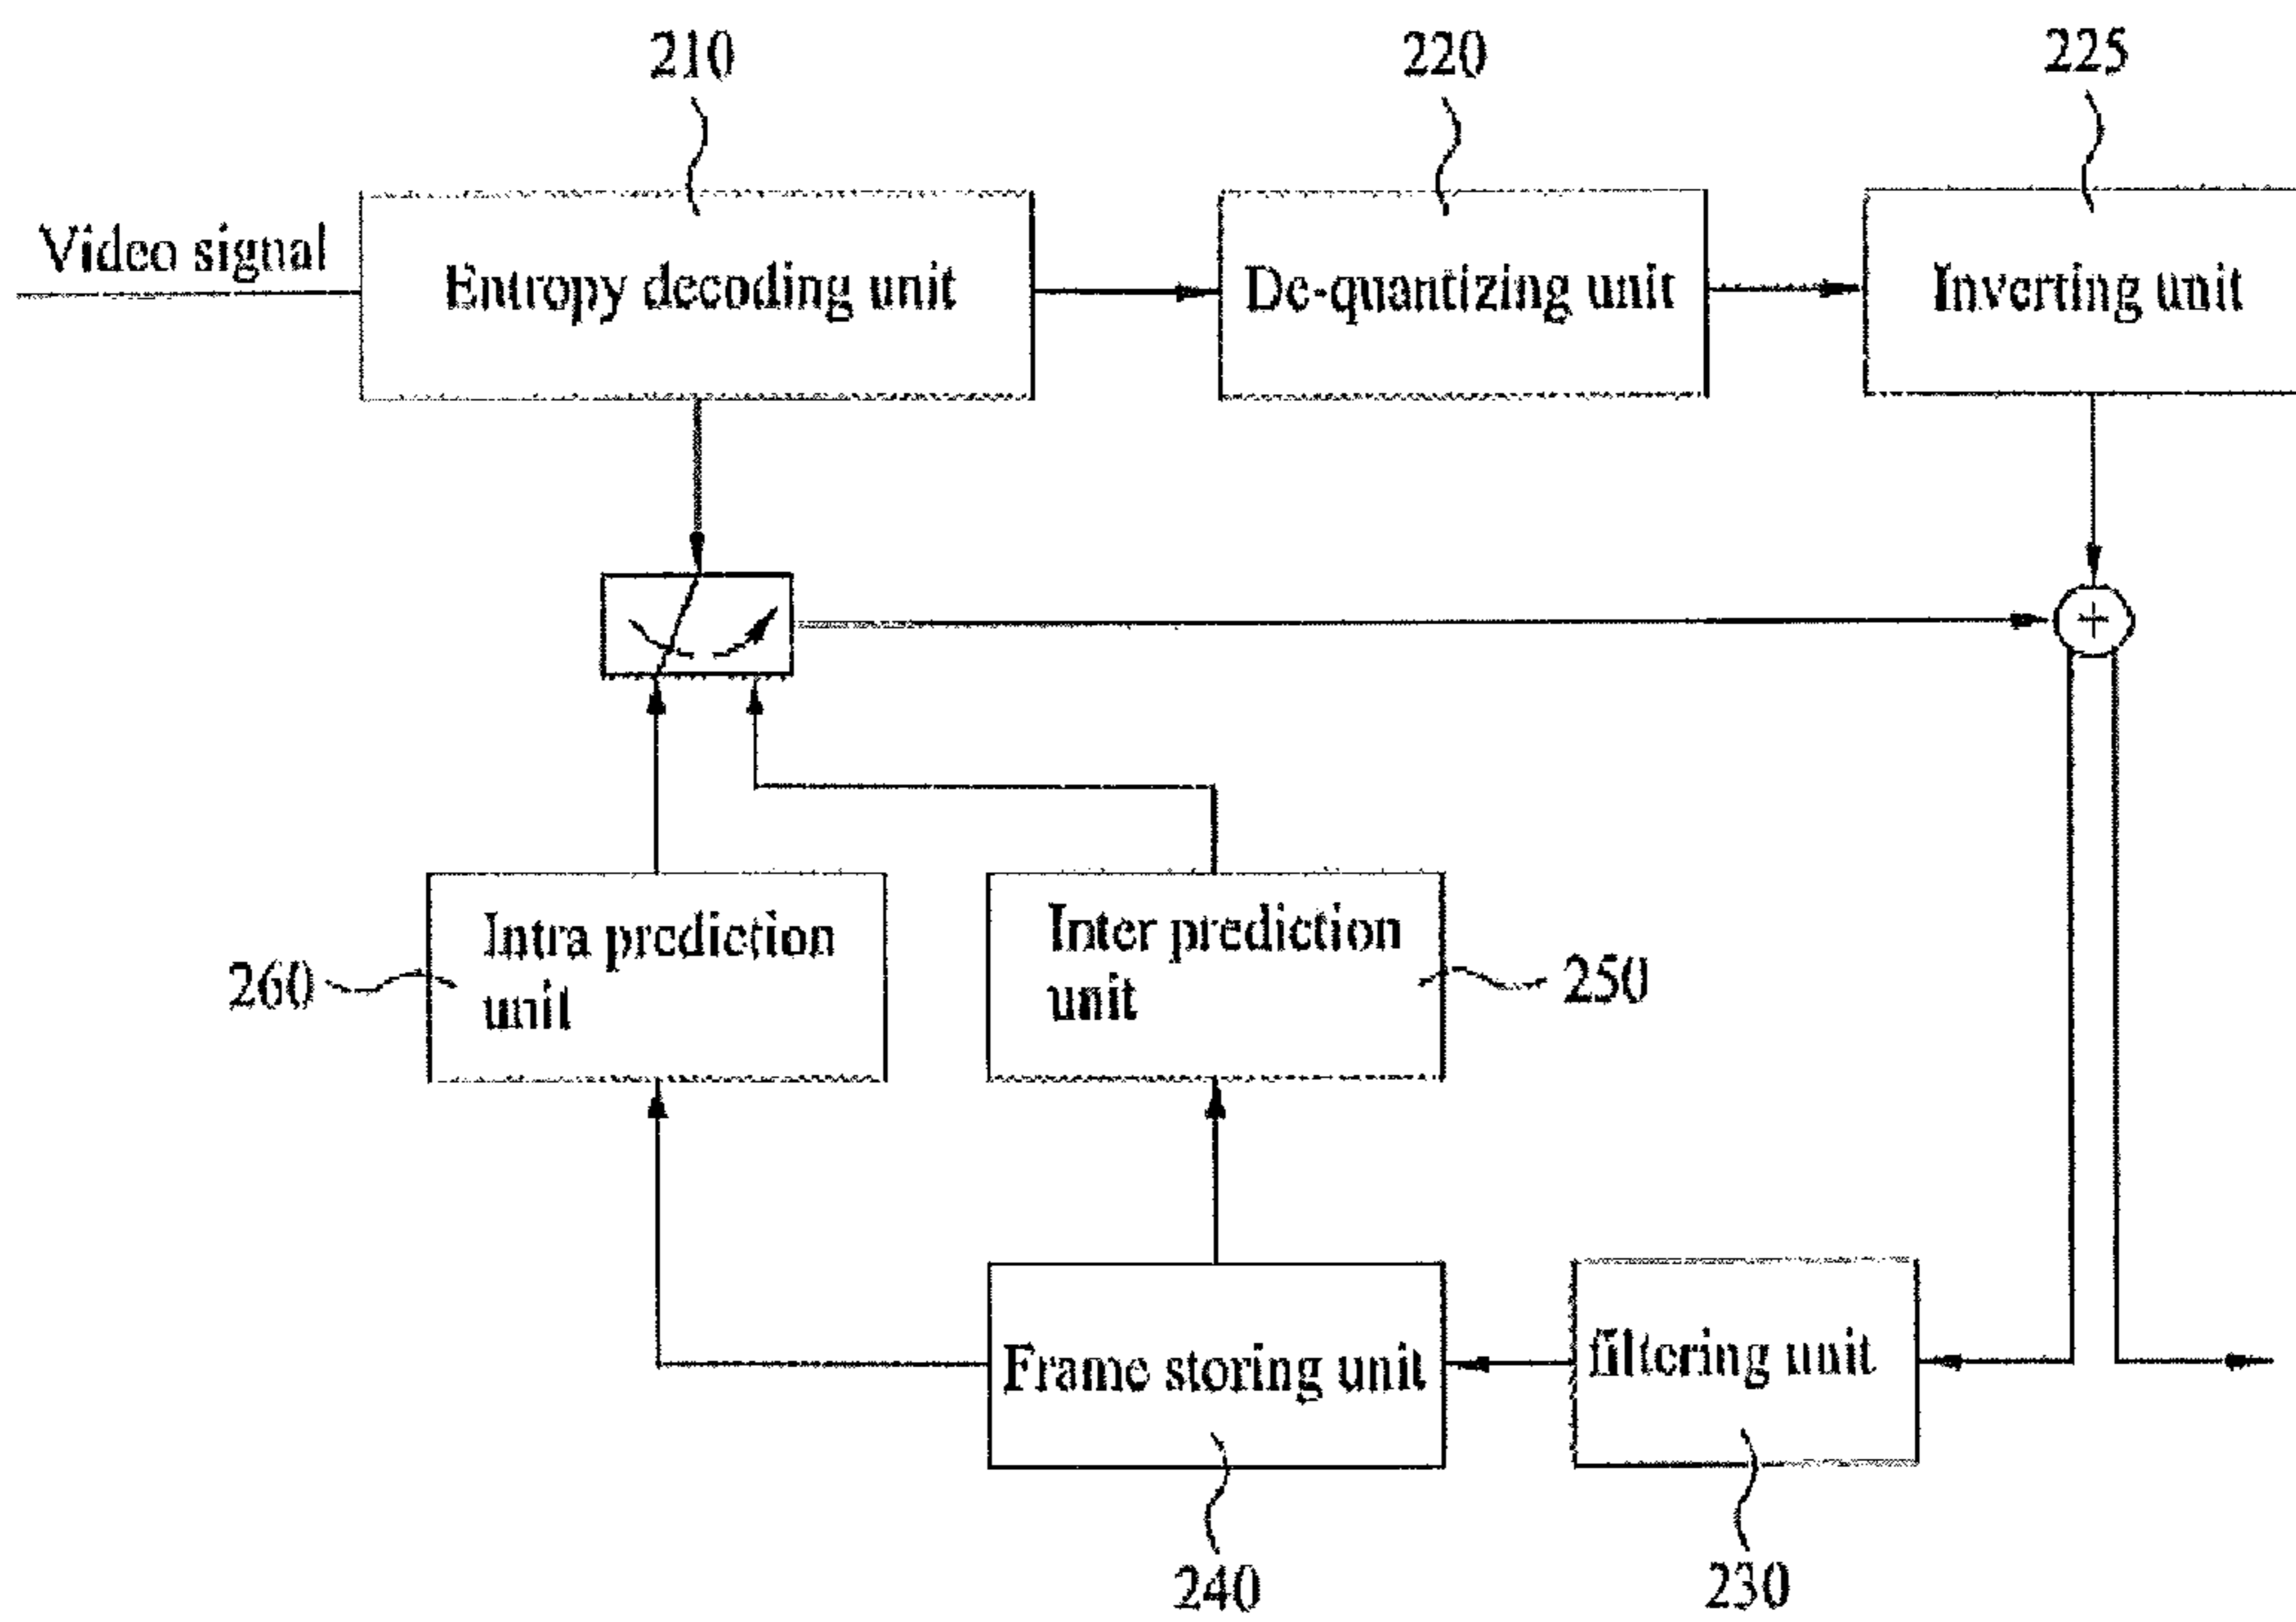 210
220
225
Video signal
Entropy decoding unit
De-quantizing unit
Inverting unit
+
Intra prediction
unit
260
Inter prediction
unit
250
Frame storing unit
filtering unit
240
230